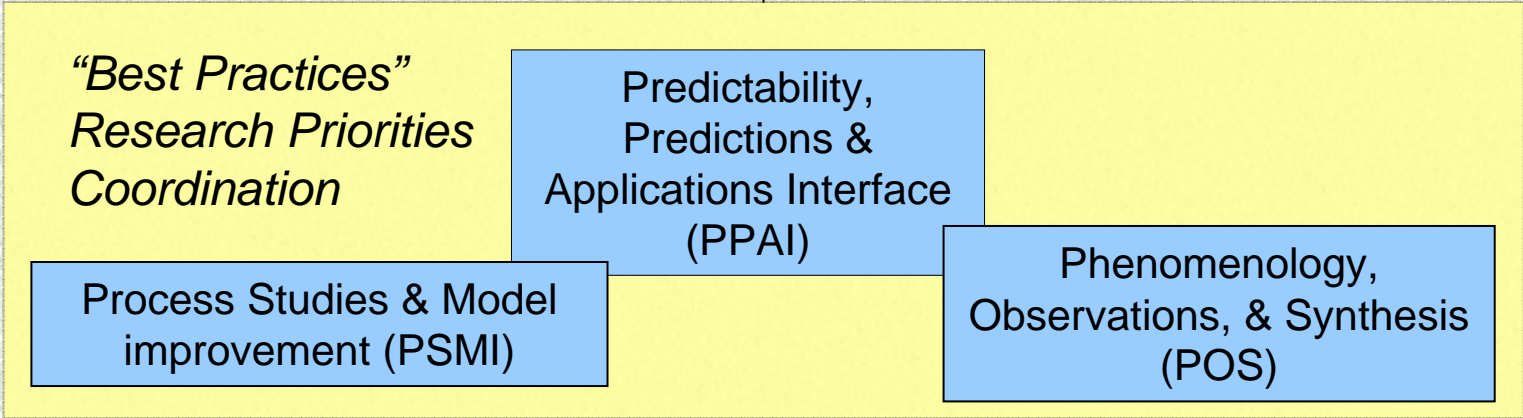 “Best Practices”
Research Priorities
Coordination
Predictability,
Predictions &
Applications Interface
(PPAI)
Process Studies & Model
improvement (PSMI)
Phenomenology,
Observations, & Synthesis
(POS)